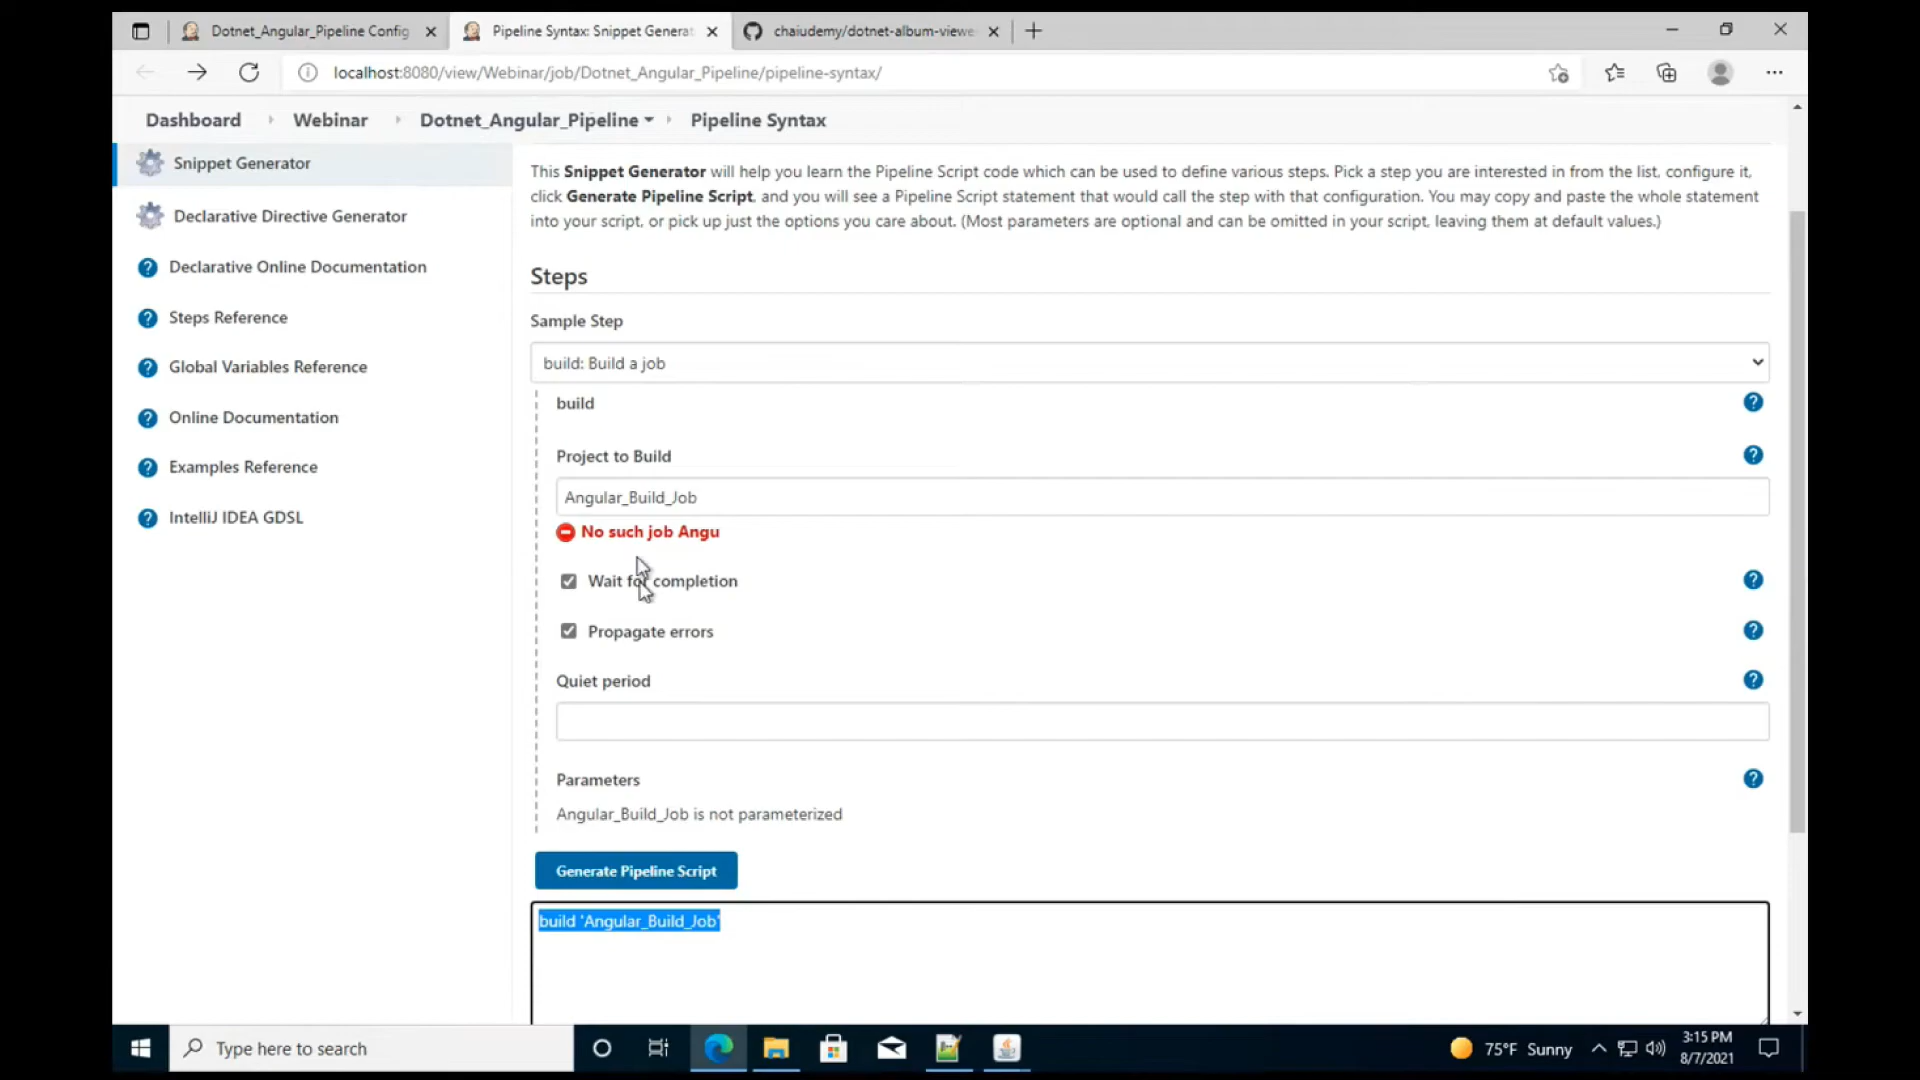 Dotnet_Angular_Pipeline Config
Pipeline Syntax: Snippet Generat
chaiudemy/dotnet-album-viewe
localhost:8080/view/Webinar/job/Dotnet_Angular_Pipeline/pipeline-syntax/
Dashboard Webinar Dotnet_Angular_Pipeline Pipeline Syntax
Snippet Generator
Declarative Directive Generator
Declarative Online Documentation
Steps Reference
Global Variables Reference
Online Documentation
Examples Reference
IntelliJ IDEA GDSL
This Snippet Generator will help you learn the Pipeline Script code which can be used to define various steps. Pick a step you are interested in from the list, configure it,
click Generate Pipeline Script, and you will see a Pipeline Script statement that would call the step with that configuration. You may copy and paste the whole statement
into your script, or pick up just the options you care about. (Most parameters are optional and can be omitted in your script, leaving them at default values.)
Steps
Sample Step
build: Build a job
build
Project to Build
Angular_Build_Job
No such job Angu
Wait for completion
Propagate errors
Quiet period
Parameters
Angular_Build_Job is not parameterized
Generate Pipeline Script
build 'Angular_Build_Job'
Type here to search
75°F Sunny
3:15 PM
8/7/2021